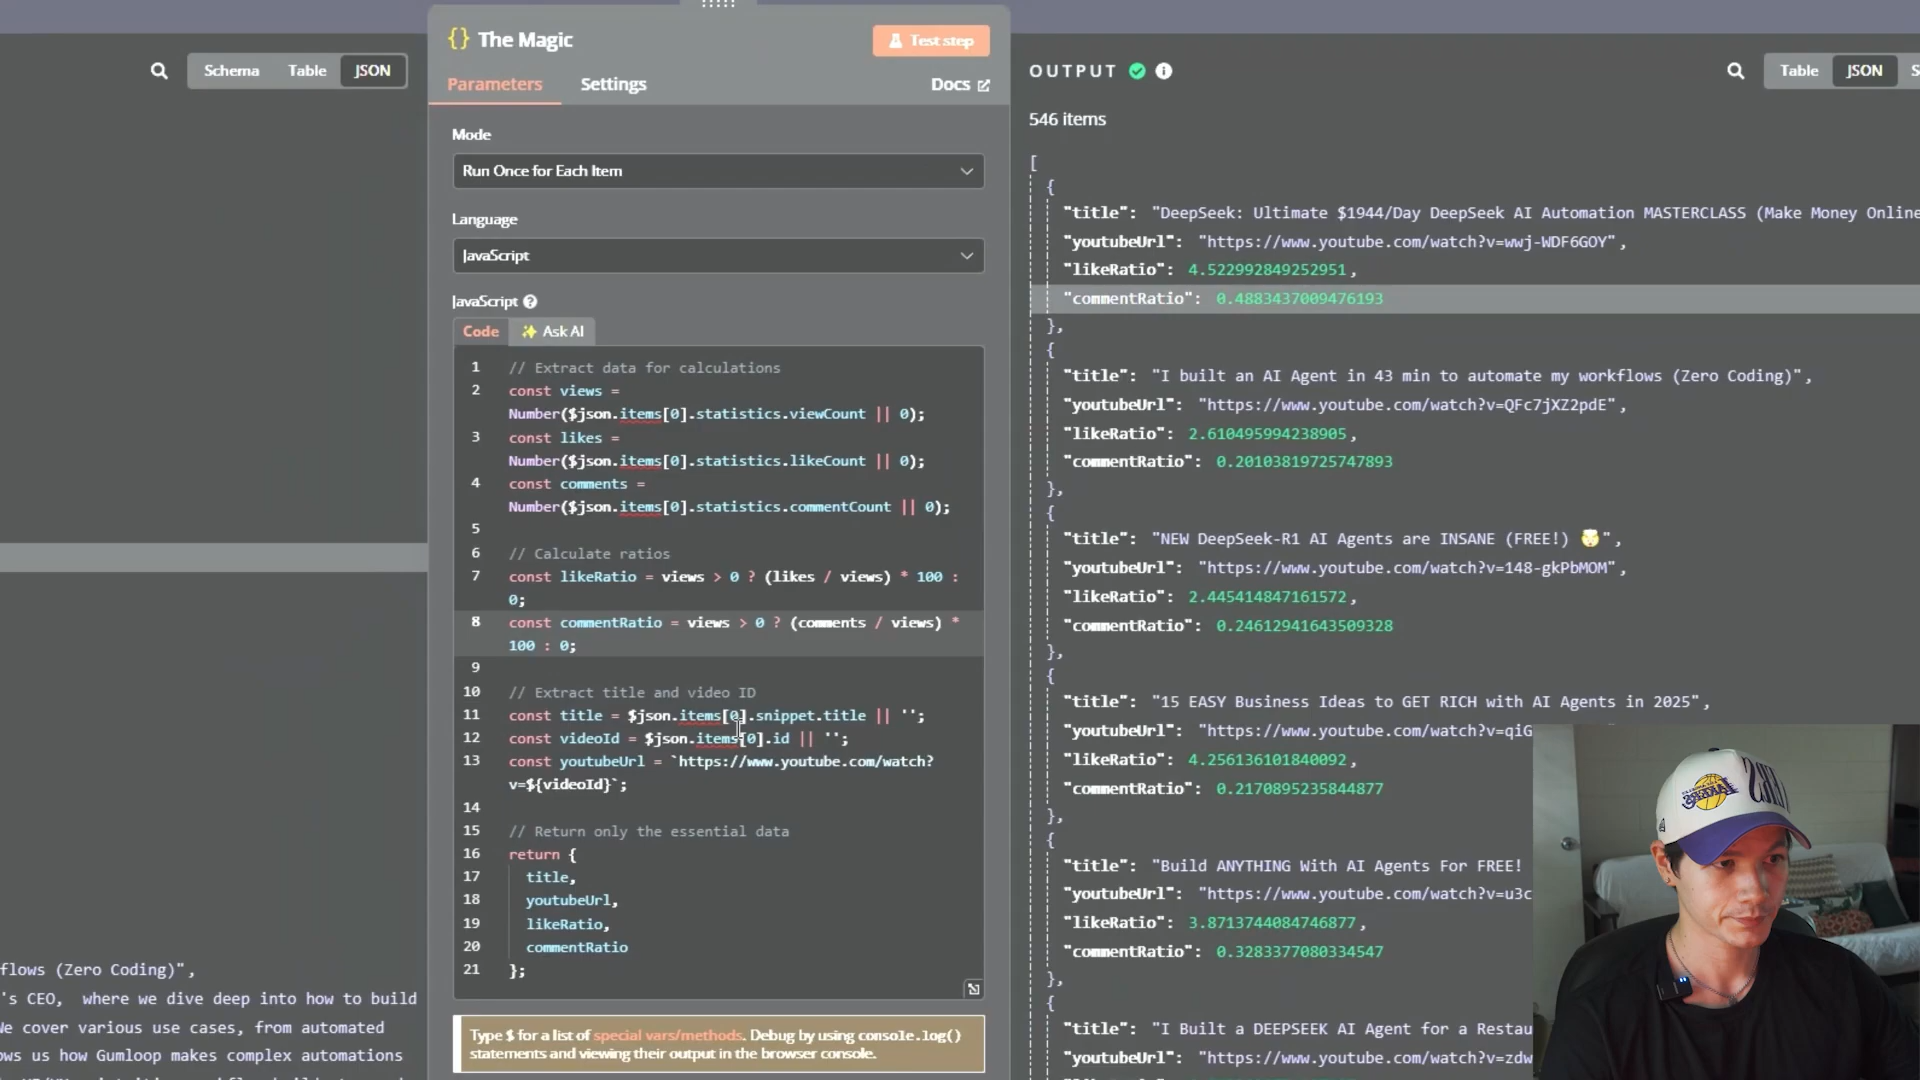 Schema
Table
JSON
flows (Zero Coding)",
's CEO,  where we dive deep into how to build
We cover various use cases, from automated
ows us how Gumloop makes complex automations
{} The Magic
Test step
Parameters
Settings
Docs
Mode
Run Once for Each Item
Language
JavaScript
JavaScript
Code
Ask AI
1 // Extract data for calculations
2 const views =
Number($json.items[0].statistics.viewCount || 0);
3 const likes =
Number($json.items[0].statistics.likeCount || 0);
4 const comments =
Number($json.items[0].statistics.commentCount || 0);
5
6 // Calculate ratios
7 const likeRatio = views > 0 ? (likes / views) * 100 :
0;
8 const commentRatio = views > 0 ? (comments / views) *
100 : 0;
9
10 // Extract title and video ID
11 const title = $json.items[0].snippet.title || '';
12 const videoId = $json.items[0].id || '';
13 const youtubeUrl = `https://www.youtube.com/watch?
v=${videoId}`;
14
15 // Return only the essential data
16 return {
17 title,
18 youtubeUrl,
19 likeRatio,
20 commentRatio
21 };
Type $ for a list of special vars/methods. Debug by using console.log()
statements and viewing their output in the browser console.
OUTPUT
Table
JSON
546 items
[
{
"title": "DeepSeek: Ultimate $1944/Day DeepSeek AI Automation MASTERCLASS (Make Money Online
"youtubeUrl": "https://www.youtube.com/watch?v=wwj-WDF6GOY",
"likeRatio": 4.522992849252951,
"commentRatio": 0.4883437009476193
},
{
"title": "I built an AI Agent in 43 min to automate my workflows (Zero Coding)",
"youtubeUrl": "https://www.youtube.com/watch?v=QFc7jXZ2pdE",
"likeRatio": 2.610495994238905,
"commentRatio": 0.20103819725747893
},
{
"title": "NEW DeepSeek-R1 AI Agents are INSANE (FREE!) 🤯",
"youtubeUrl": "https://www.youtube.com/watch?v=148-gkPbMOM",
"likeRatio": 2.445414847161572,
"commentRatio": 0.24612941643509328
},
{
"title": "15 EASY Business Ideas to GET RICH with AI Agents in 2025",
"youtubeUrl": "https://www.youtube.com/watch?v=qiG
"likeRatio": 4.256136101840092,
"commentRatio": 0.2170895235844877
},
{
"title": "Build ANYTHING With AI Agents For FREE!
"youtubeUrl": "https://www.youtube.com/watch?v=u3c
"likeRatio": 3.8713744084746877,
"commentRatio": 0.3283377080334547
},
{
"title": "I Built a DEEPSEEK AI Agent for a Restau
"youtubeUrl": "https://www.youtube.com/watch?v=zdw